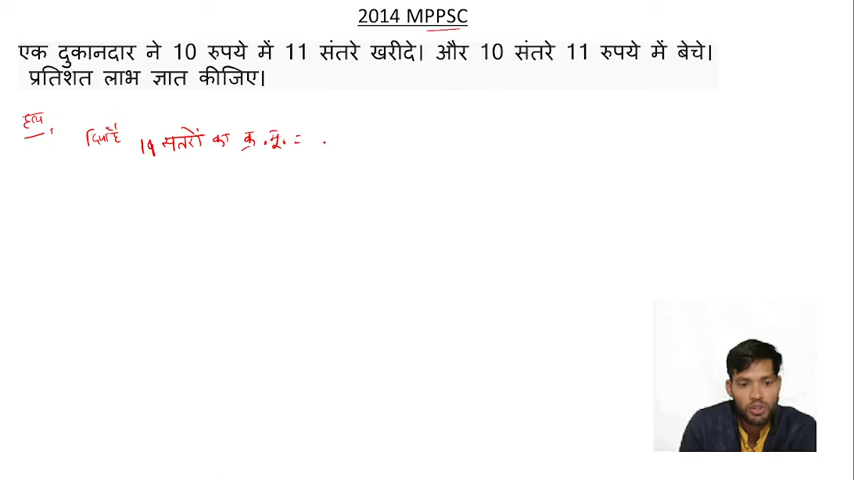 2014 MPPSC
एक दुकानदार ने 10 रुपये में 11 संतरे खरीदे। और 10 संतरे 11 रुपये में बेचे।
प्रतिशत लाभ ज्ञात कीजिए।
हल
दिया है 11 संतरों का क्र.मू. =